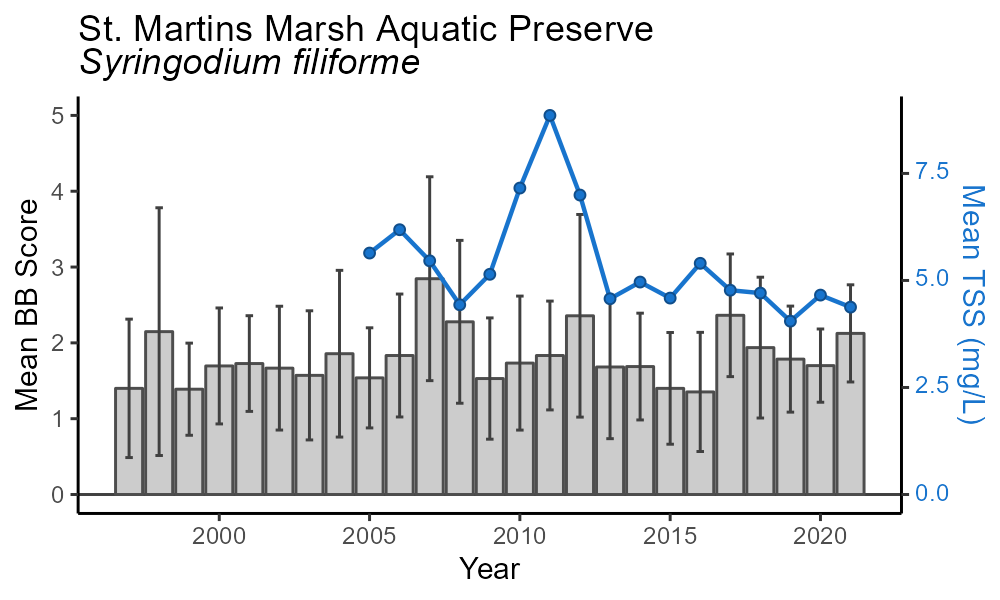 St. Martins Marsh Aquatic Preserve
Syringodium filiforme
Mean BB Score
5
4
3
2
1
0
7.5
5.0
2.5
0.0
Mean TSS (mg/L)
2000 2005 2010 2015 2020
Year